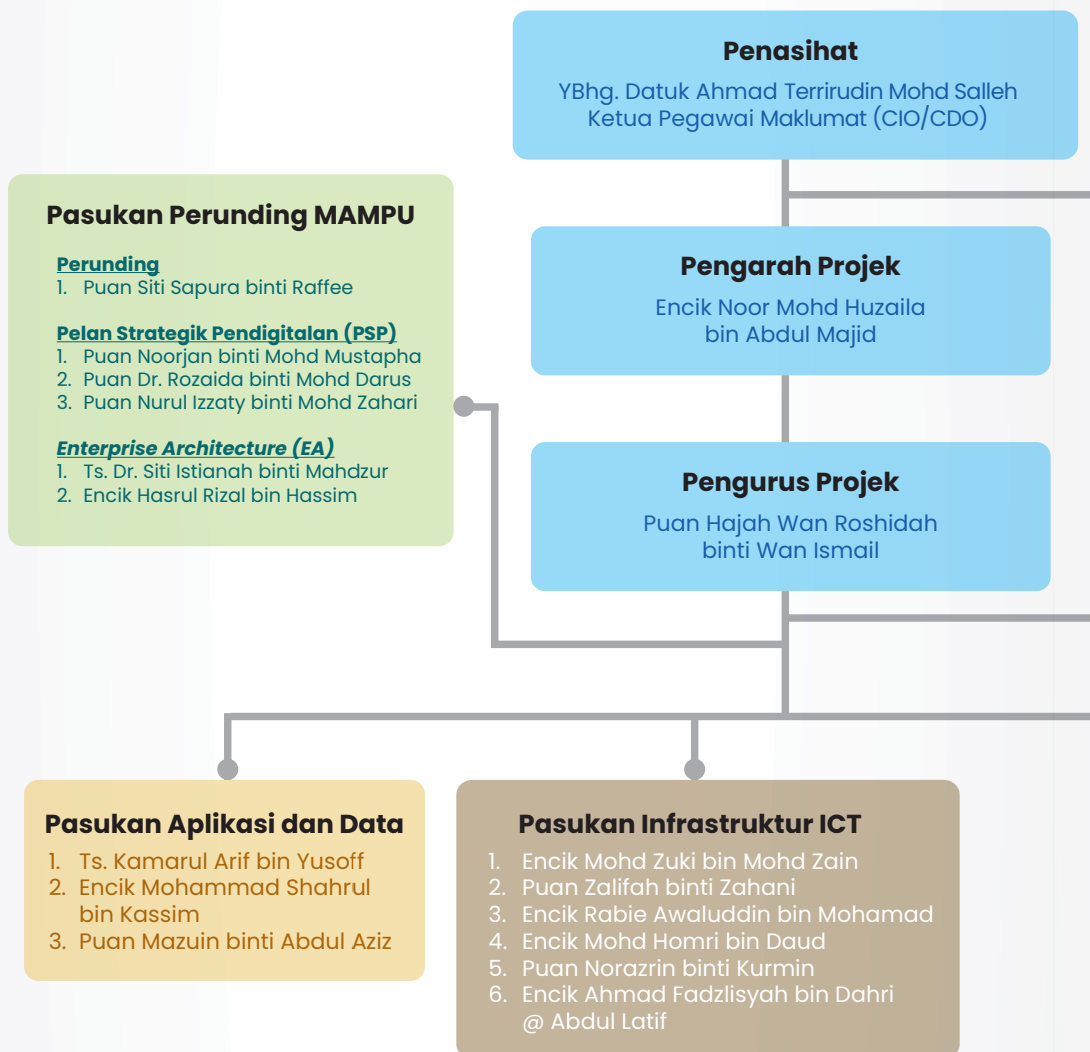 Penasihat
YBhg. Datuk Ahmad Terrirudin Mohd Salleh
Ketua Pegawai Maklumat (CIO/CDO)
Pasukan Perunding MAMPU
Perunding
1. Puan Siti Sapura binti Raffee
Pelan Strategik Pendigitalan (PSP)
1. Puan Noorjan binti Mohd Mustapha
2. Puan Dr. Rozaida binti Mohd Darus
3. Puan Nurul Izzaty binti Mohd Zahari
Enterprise Architecture (EA)
1. Ts. Dr. Siti Istianah binti Mahdzur
2. Encik Hasrul Rizal bin Hassim
Pengarah Projek
Encik Noor Mohd Huzaila
bin Abdul Majid
Pengurus Projek
Puan Hajah Wan Roshidah
binti Wan Ismail
Pasukan Aplikasi dan Data
1. Ts. Kamarul Arif bin Yusoff
2. Encik Mohammad Shahrul
bin Kassim
3. Puan Mazuin binti Abdul Aziz
Pasukan Infrastruktur ICT
1. Encik Mohd Zuki bin Mohd Zain
2. Puan Zalifah binti Zahani
3. Encik Rabie Awaluddin bin Mohamad
4. Encik Mohd Homri bin Daud
5. Puan Norazrin binti Kurmin
6. Encik Ahmad Fadzlisyah bin Dahri
@ Abdul Latif